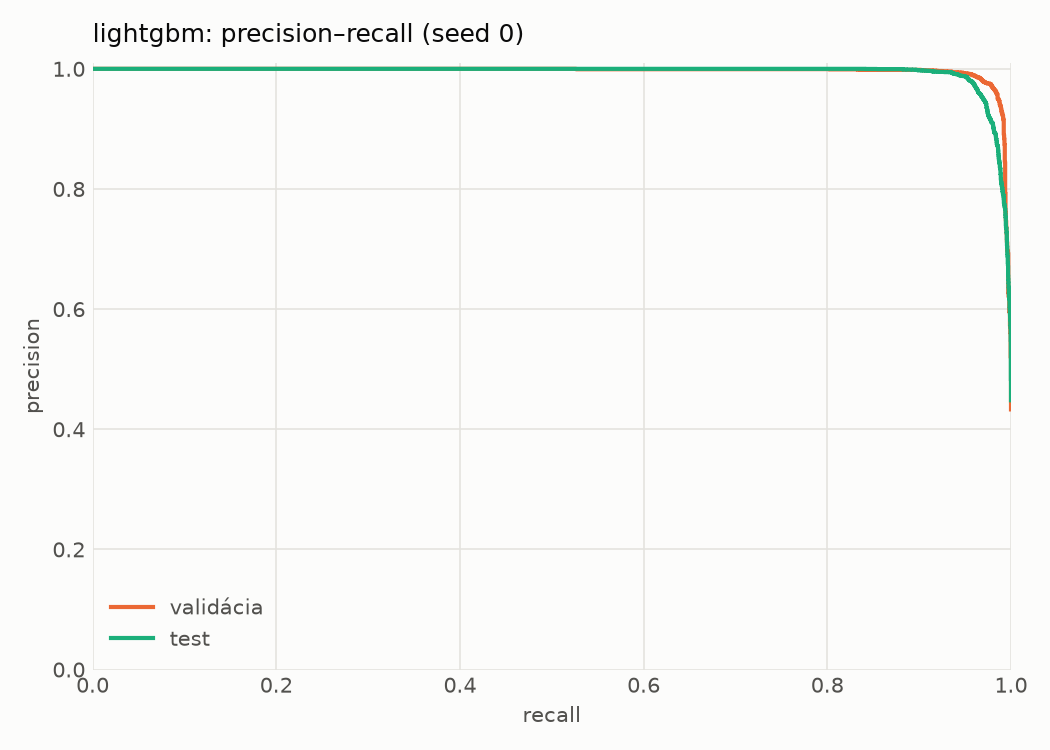 lightgbm: precision–recall (seed 0)
1.0
0.8
0.6
0.4
0.2
0.0
precision
validácia
test
0.0 0.2 0.4 0.6 0.8 1.0
recall